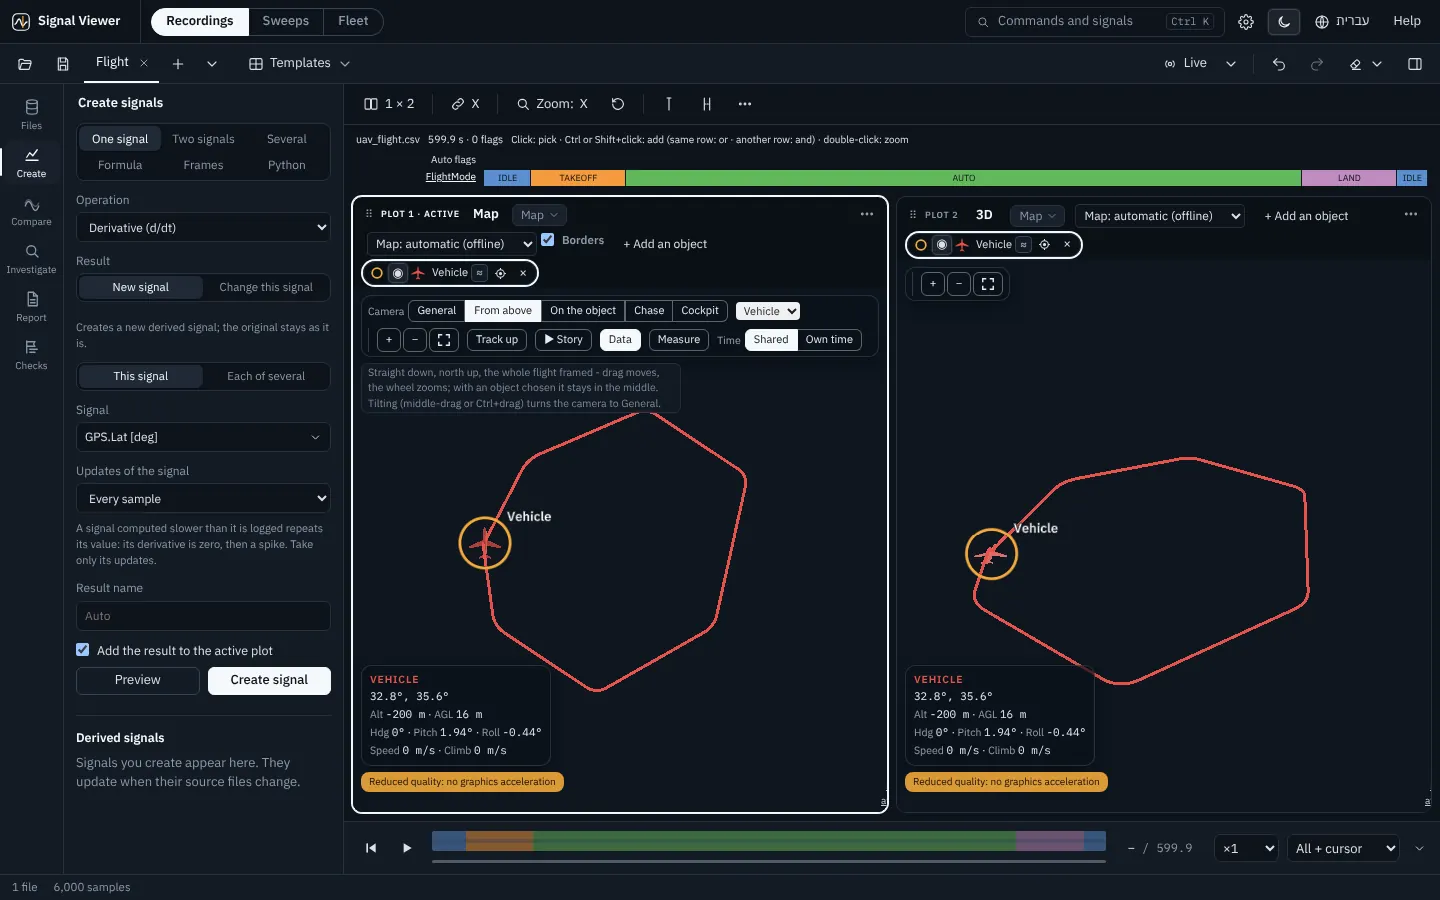 Signal Viewer
Recordings Sweeps Fleet
Commands and signals Ctrl K
עברית Help
Flight × + Templates
Live
Files
Create
Compare
Investigate
Report
Checks
Create signals
One signal Two signals Several
Formula Frames Python
Operation
Derivative (d/dt)
Result
New signal Change this signal
Creates a new derived signal; the original stays as it
is.
This signal Each of several
Signal
GPS.Lat [deg]
Updates of the signal
Every sample
A signal computed slower than it is logged repeats
its value: its derivative is zero, then a spike. Take
only its updates.
Result name
Auto
Add the result to the active plot
Preview Create signal
Derived signals
Signals you create appear here. They
update when their source files change.
1 × 2 X Zoom: X
uav_flight.csv 599.9 s · 0 flags Click: pick · Ctrl or Shift+click: add (same row: or · another row: and) · double-click: zoom
Auto flags
FlightMode IDLE TAKEOFF AUTO LAND IDLE
PLOT 1 · ACTIVE Map Map
Map: automatic (offline) Borders + Add an object
Vehicle ≈ ×
Camera General From above On the object Chase Cockpit Vehicle
+ − Track up Story Data Measure Time Shared Own time
Straight down, north up, the whole flight framed - drag moves,
the wheel zooms; with an object chosen it stays in the middle.
Tilting (middle-drag or Ctrl+drag) turns the camera to General.
Vehicle
VEHICLE
32.8°, 35.6°
Alt -200 m · AGL 16 m
Hdg 0° · Pitch 1.94° · Roll -0.44°
Speed 0 m/s · Climb 0 m/s
Reduced quality: no graphics acceleration
PLOT 2 3D Map Map: automatic (offline) + Add an object
Vehicle ≈ ×
+ −
Vehicle
VEHICLE
32.8°, 35.6°
Alt -200 m · AGL 16 m
Hdg 0° · Pitch 1.94° · Roll -0.44°
Speed 0 m/s · Climb 0 m/s
Reduced quality: no graphics acceleration
– / 599.9 ×1 All + cursor
1 file 6,000 samples